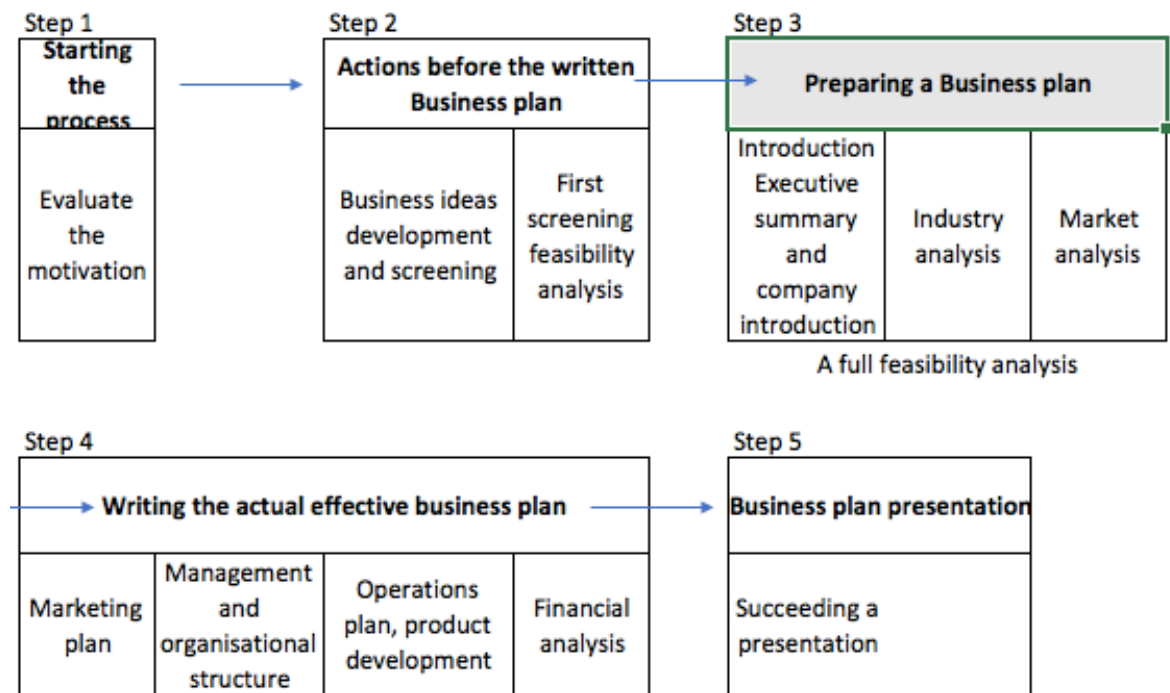 Step 1
Starting
the
process
Evaluate
the
motivation
Step 2
Actions before the written
Business plan
Business ideas
development
and screening
First
screening
feasibility
analysis
Step 3
Preparing a Business plan
Introduction
Executive
summary
and
company
introduction
Industry
analysis
Market
analysis
A full feasibility analysis
Step 4
Writing the actual effective business plan
Marketing
plan
Management
and
organisational
structure
Operations
plan, product
development
Financial
analysis
Step 5
Business plan presentation
Succeeding a
presentation